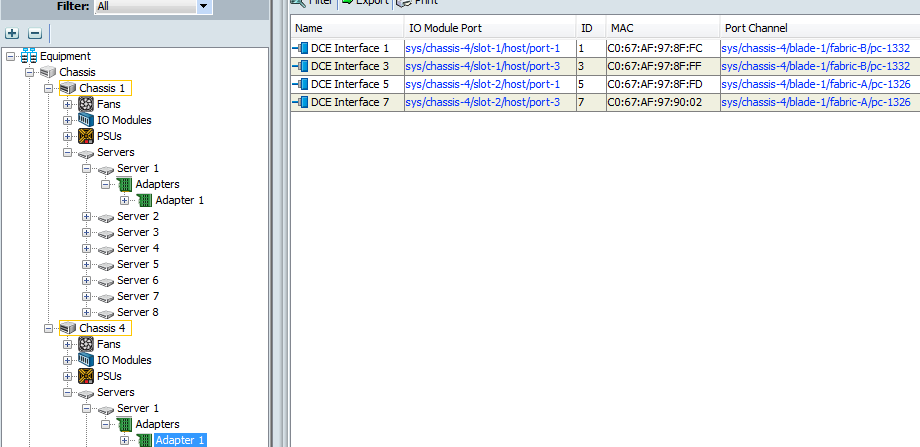 Filter: All
Equipment
Chassis
Chassis 1
Fans
IO Modules
PSUs
Servers
Server 1
Adapters
Adapter 1
Server 2
Server 3
Server 4
Server 5
Server 6
Server 7
Server 8
Chassis 4
Fans
IO Modules
PSUs
Servers
Server 1
Adapters
Adapter 1
Filter Export Print
Name IO Module Port ID MAC Port Channel
DCE Interface 1 sys/chassis-4/slot-1/host/port-1 1 C0:67:AF:97:8F:FC sys/chassis-4/blade-1/fabric-B/pc-1332
DCE Interface 3 sys/chassis-4/slot-1/host/port-3 3 C0:67:AF:97:8F:FF sys/chassis-4/blade-1/fabric-B/pc-1332
DCE Interface 5 sys/chassis-4/slot-2/host/port-1 5 C0:67:AF:97:8F:FD sys/chassis-4/blade-1/fabric-A/pc-1326
DCE Interface 7 sys/chassis-4/slot-2/host/port-3 7 C0:67:AF:97:90:02 sys/chassis-4/blade-1/fabric-A/pc-1326